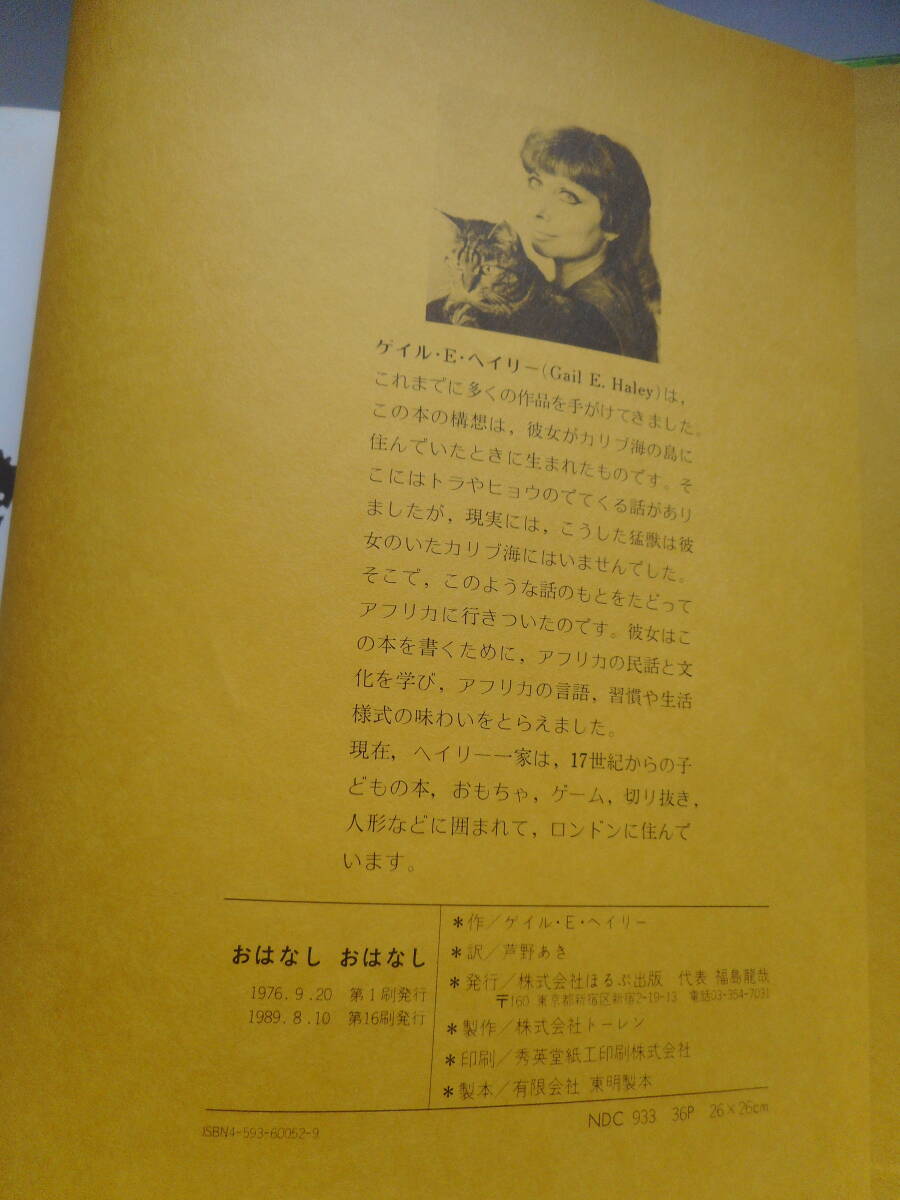 ゲイル・E・ヘイリー(Gail E. Haley)は,
これまでに多くの作品を手がけてきました。
この本の構想は，彼女がカリブ海の島に
住んでいたときに生まれたものです。そ
こにはトラやヒョウのでてくる話があり
ましたが，現実には，こうした猛獣は彼
女のいたカリブ海にはいませんでした。
そこで，このような話のもとをたどって
アフリカに行きついたのです。彼女はこ
の本を書くために，アフリカの民話と文
化を学び，アフリカの言語，習慣や生活
様式の味わいをとらえました。
現在，ヘイリー一家は，17世紀からの子
どもの本，おもちゃ，ゲーム，切り抜き，
人形などに囲まれて，ロンドンに住んで
います。
おはなし おはなし
1976.9.20 第1刷発行
1989.8.10 第16刷発行
*作/ゲイル・E・ヘイリー
*訳/芦野あき
*発行/株式会社ほるぷ出版 代表 福島龍哉
〒160 東京都新宿区新宿2-19-13 電話03-354-7031
*製作/株式会社トーレン
*印刷/秀英堂紙工印刷株式会社
*製本/有限会社 東明製本
ISBN4-593-60052-9
NDC 933 36P 26×26cm